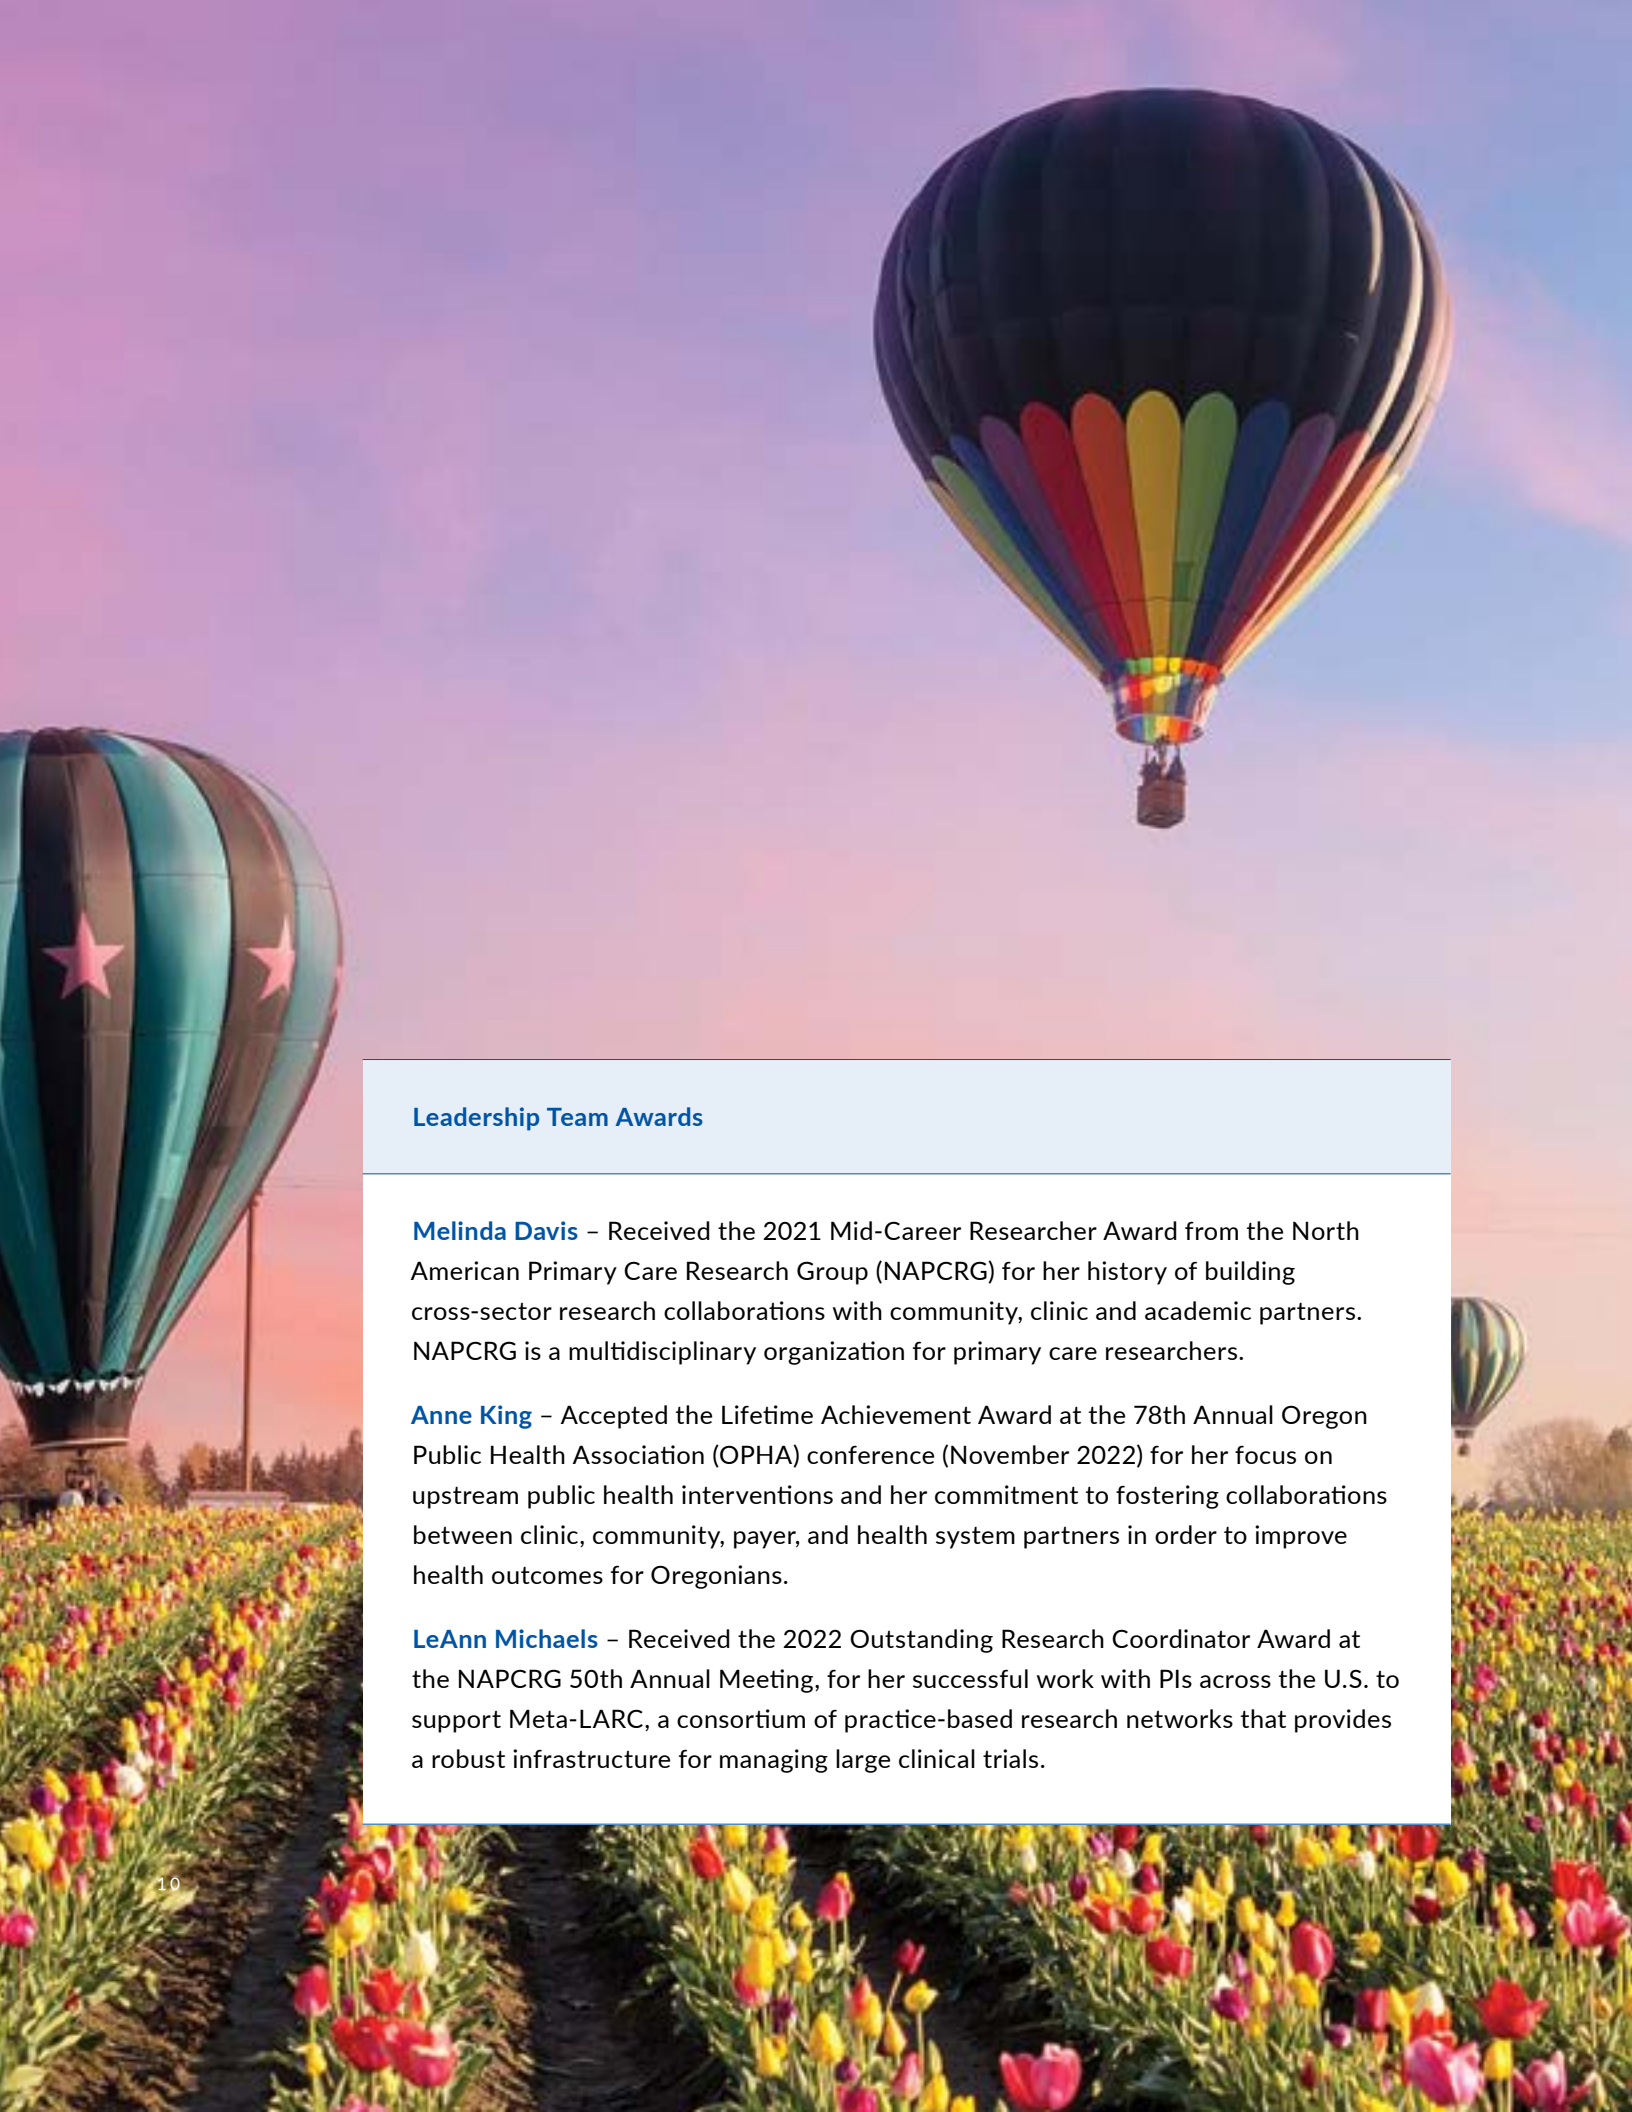 Leadership Team Awards
Melinda Davis – Received the 2021 Mid-Career Researcher Award from the North
American Primary Care Research Group (NAPCRG) for her history of building
cross-sector research collaborations with community, clinic and academic partners.
NAPCRG is a multidisciplinary organization for primary care researchers.
Anne King – Accepted the Lifetime Achievement Award at the 78th Annual Oregon
Public Health Association (OPHA) conference (November 2022) for her focus on
upstream public health interventions and her commitment to fostering collaborations
between clinic, community, payer, and health system partners in order to improve
health outcomes for Oregonians.
LeAnn Michaels – Received the 2022 Outstanding Research Coordinator Award at
the NAPCRG 50th Annual Meeting, for her successful work with PIs across the U.S. to
support Meta-LARC, a consortium of practice-based research networks that provides
a robust infrastructure for managing large clinical trials.
10